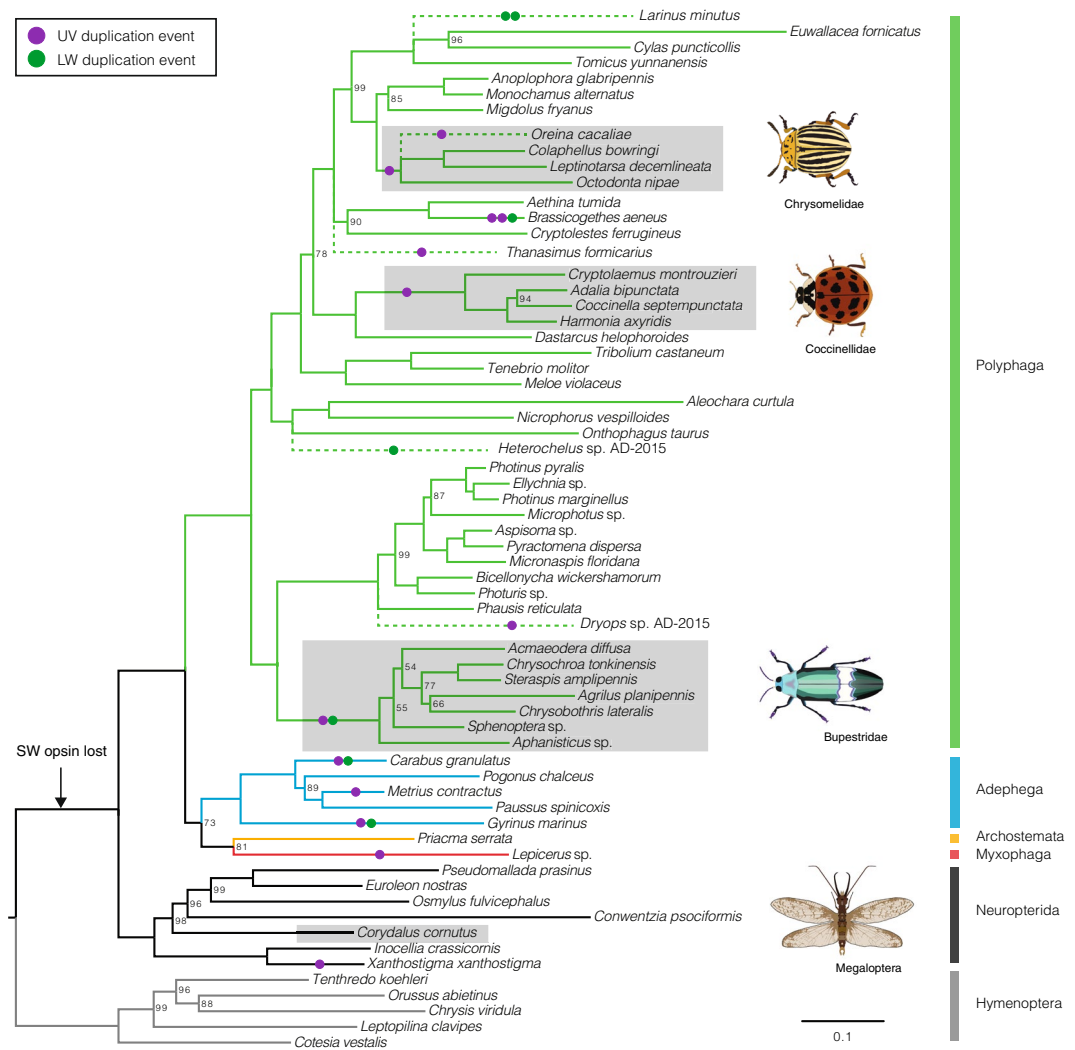 UV duplication event
LW duplication event
Larinus minutus
Euwallacea fornicatus
96
Cylas puncticollis
Tomicus yunnanensis
99
Anoplophora glabripennis
85
Monochamus alternatus
Migdolus fryanus
Oreina cacaliae
Colaphellus bowringi
Leptinotarsa decemlineata
Octodonta nipae
Chrysomelidae
Aethina tumida
90
Brassicogethes aeneus
Cryptolestes ferrugineus
78
Thanasimus formicarius
Cryptolaemus montrouzieri
Adalia bipunctata
94
Coccinella septempunctata
Harmonia axyridis
Dastarcus helophoroides
Coccinellidae
Tribolium castaneum
Tenebrio molitor
Meloe violaceus
Polyphaga
Aleochara curtula
Nicrophorus vespilloides
Onthophagus taurus
Heterochelus sp. AD-2015
Photinus pyralis
Ellychnia sp.
87
Photinus marginellus
Microphotus sp.
Aspisoma sp.
Pyractomena dispersa
99
Micronaspis floridana
Bicellonycha wickershamorum
Photuris sp.
Phausis reticulata
Dryops sp. AD-2015
Acmaeodera diffusa
54
Chrysochroa tonkinensis
77
Steraspis amplipennis
Agrilus planipennis
66
55
Chrysobothris lateralis
Sphenoptera sp.
Aphanisticus sp.
Bupestridae
SW opsin lost
Carabus granulatus
Pogonus chalceus
89
Metrius contractus
Paussus spinicoxis
Adephega
73
Gyrinus marinus
Priacma serrata
Archostemata
81
Lepicerus sp.
Myxophaga
Pseudomallada prasinus
99
Euroleon nostras
96
Osmylus fulvicephalus
98
Conwentzia psociformis
Neuropterida
Corydalus cornutus
Inocellia crassicornis
Xanthostigma xanthostigma
Megaloptera
Tenthredo koehleri
96
Orussus abietinus
99
88
Chrysis viridula
Hymenoptera
Leptopilina clavipes
Cotesia vestalis
0.1